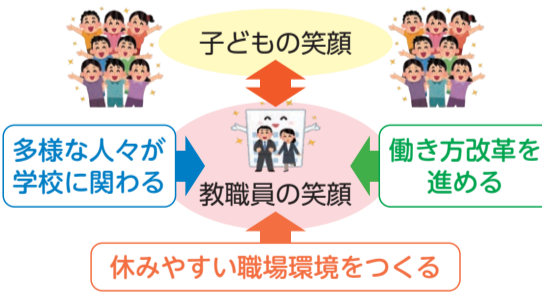 子どもの笑顔
多様な人々が
学校に関わる
働き方改革を
進める
教職員の笑顔
休みやすい職場環境をつくる